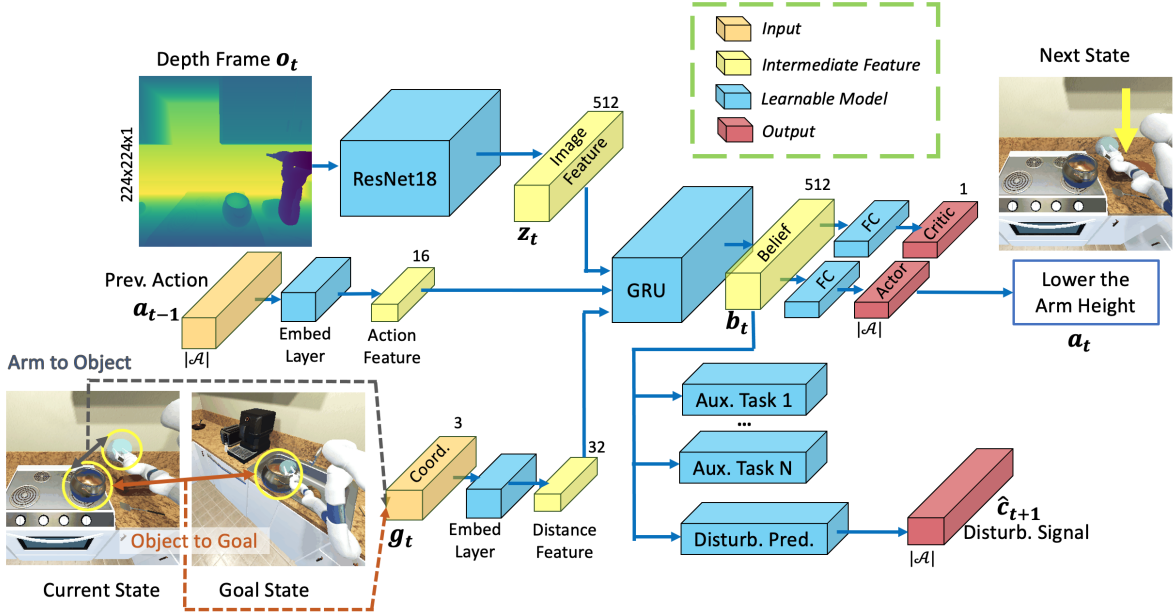 Depth Frame o_t
224x224x1
ResNet18
512
Image
Feature
z_t
Input
Intermediate Feature
Learnable Model
Output
Next State
Prev. Action
a_{t−1}
|𝒜|
Embed
Layer
16
Action
Feature
GRU
512
Belief
b_t
FC
1
Critic
FC
Actor
|𝒜|
Lower the
Arm Height
a_t
Arm to Object
Object to Goal
Current State
Goal State
3
Coord.
g_t
Embed
Layer
32
Distance
Feature
Aux. Task 1
...
Aux. Task N
Disturb. Pred.
|𝒜|
ĉ_{t+1}
Disturb. Signal